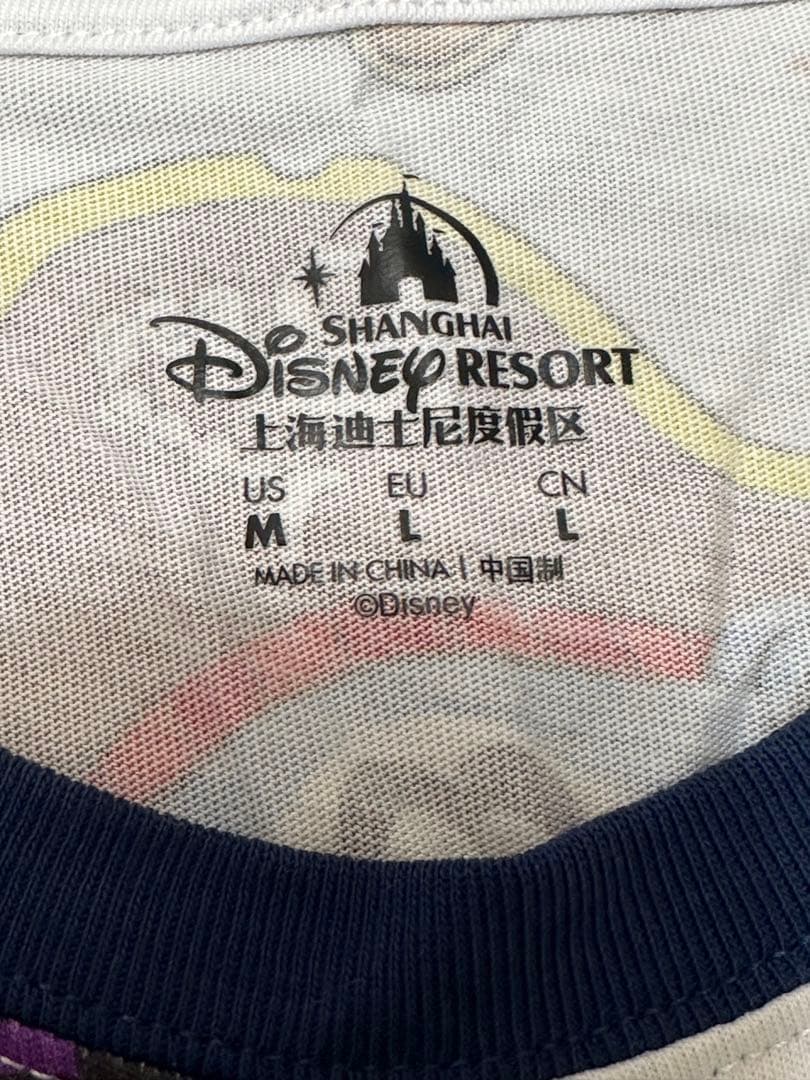 SHANGHAI
Disney RESORT
上海迪士尼度假区
US EU CN
M L L
MADE IN CHINA | 中国制
©Disney